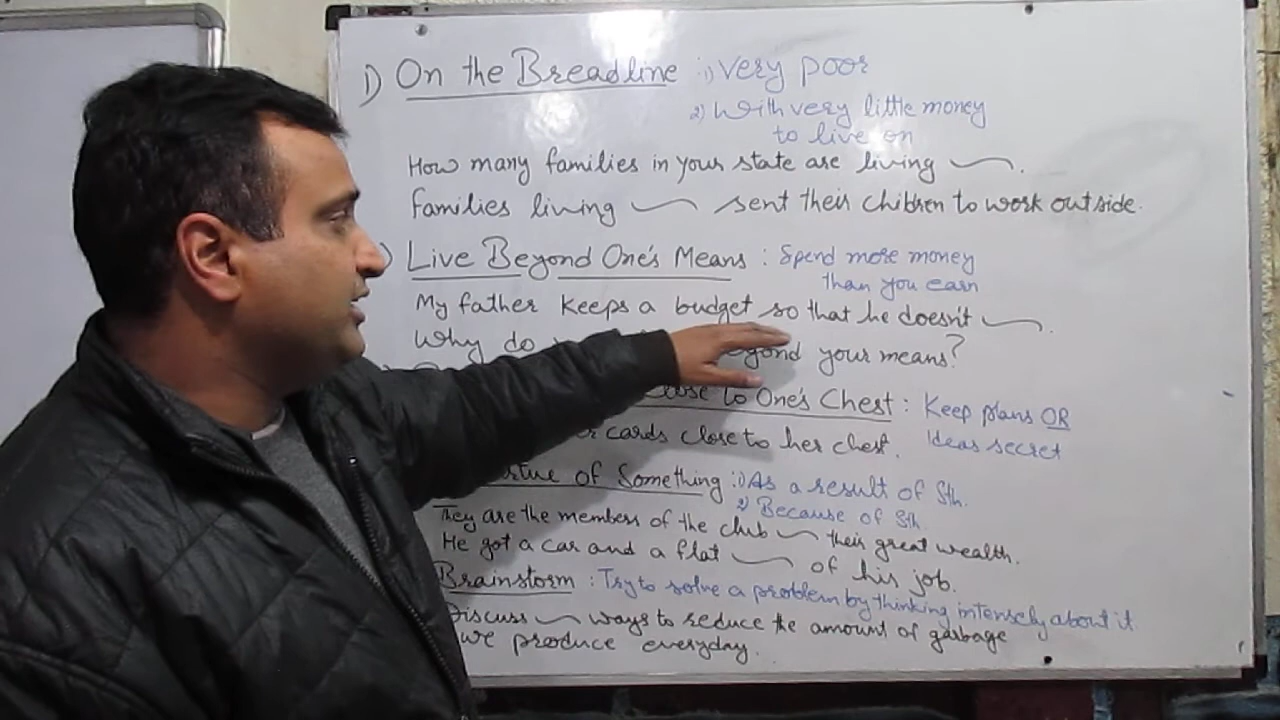 1) On the Breadline : 1) very poor
2) With very little money
to live on
How many families in your state are living ~.
Families living ~ sent their children to work outside.
) Live Beyond One's Means : Spend more money
than you earn
My father keeps a budget so that he doesn't ~.
Why do beyond your means?
Close to One's Chest : Keep plans OR
cards close to her chest. Ideas secret
of Something : 1) As a result of Sth.
2) Because of Sth.
They are the members of the club ~ their great wealth.
He got a car and a flat ~ of his job.
Brainstorm : Try to solve a problem by thinking intensely about it
Discuss ~ ways to reduce the amount of garbage
we produce everyday.